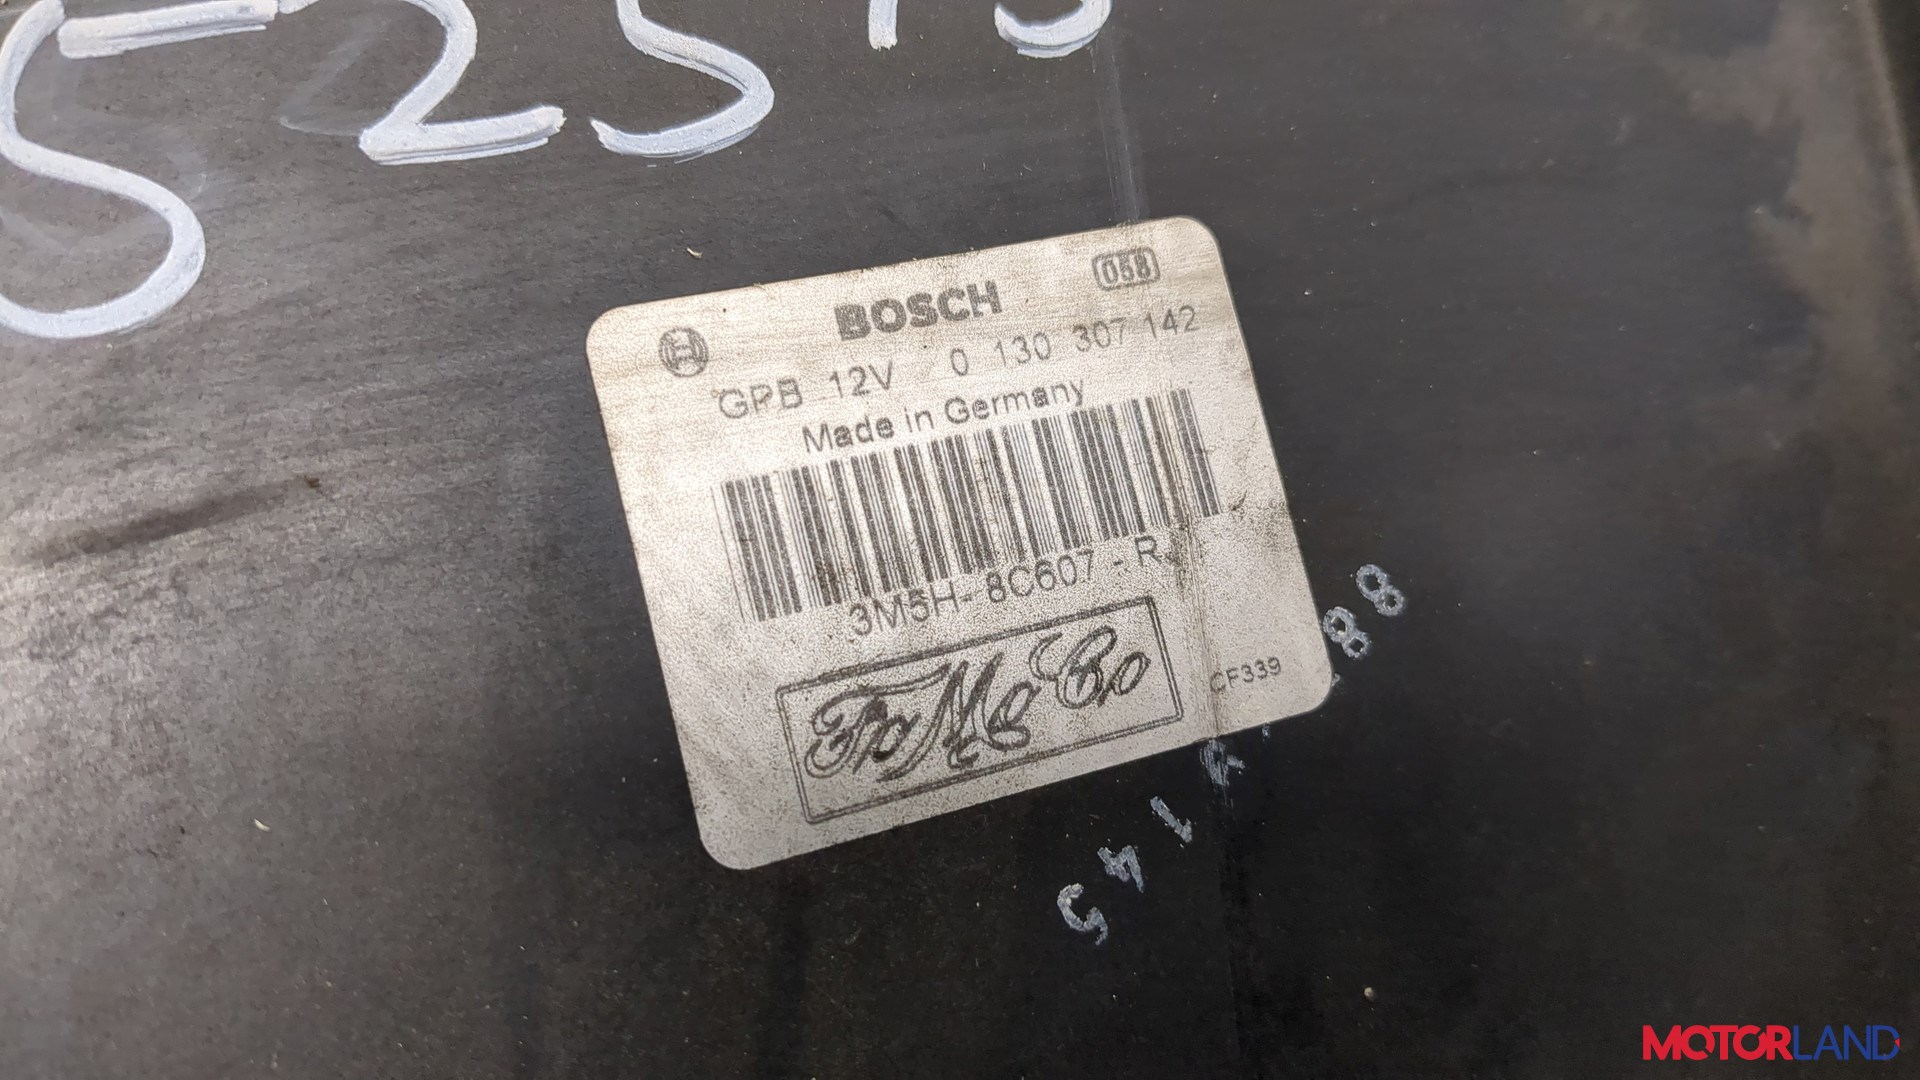 BOSCH
058
GPB 12V 0 130 307 142
Made in Germany
3M5H-8C607-R
FoMoCo
CF339
MOTORLAND